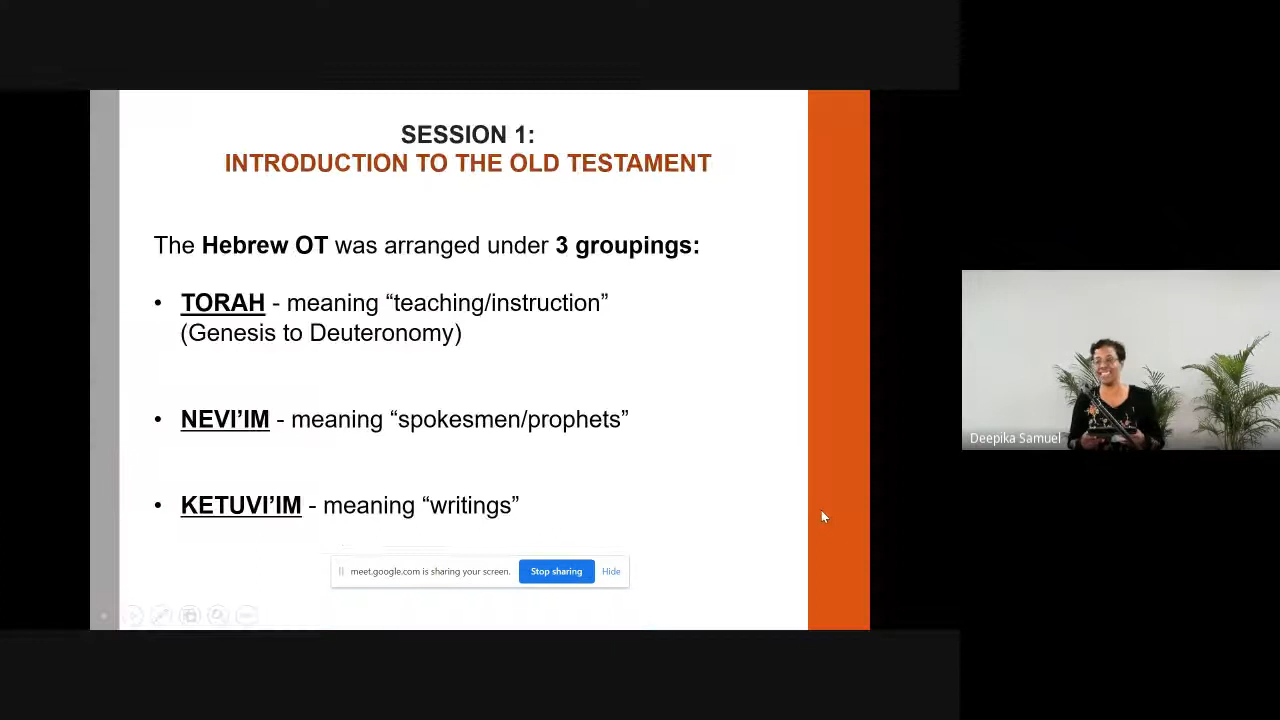 SESSION 1:
INTRODUCTION TO THE OLD TESTAMENT
The Hebrew OT was arranged under 3 groupings:
• TORAH - meaning “teaching/instruction”
(Genesis to Deuteronomy)
• NEVI’IM - meaning “spokesmen/prophets”
• KETUVI’IM - meaning “writings”
meet.google.com is sharing your screen. Stop sharing Hide
Deepika Samuel